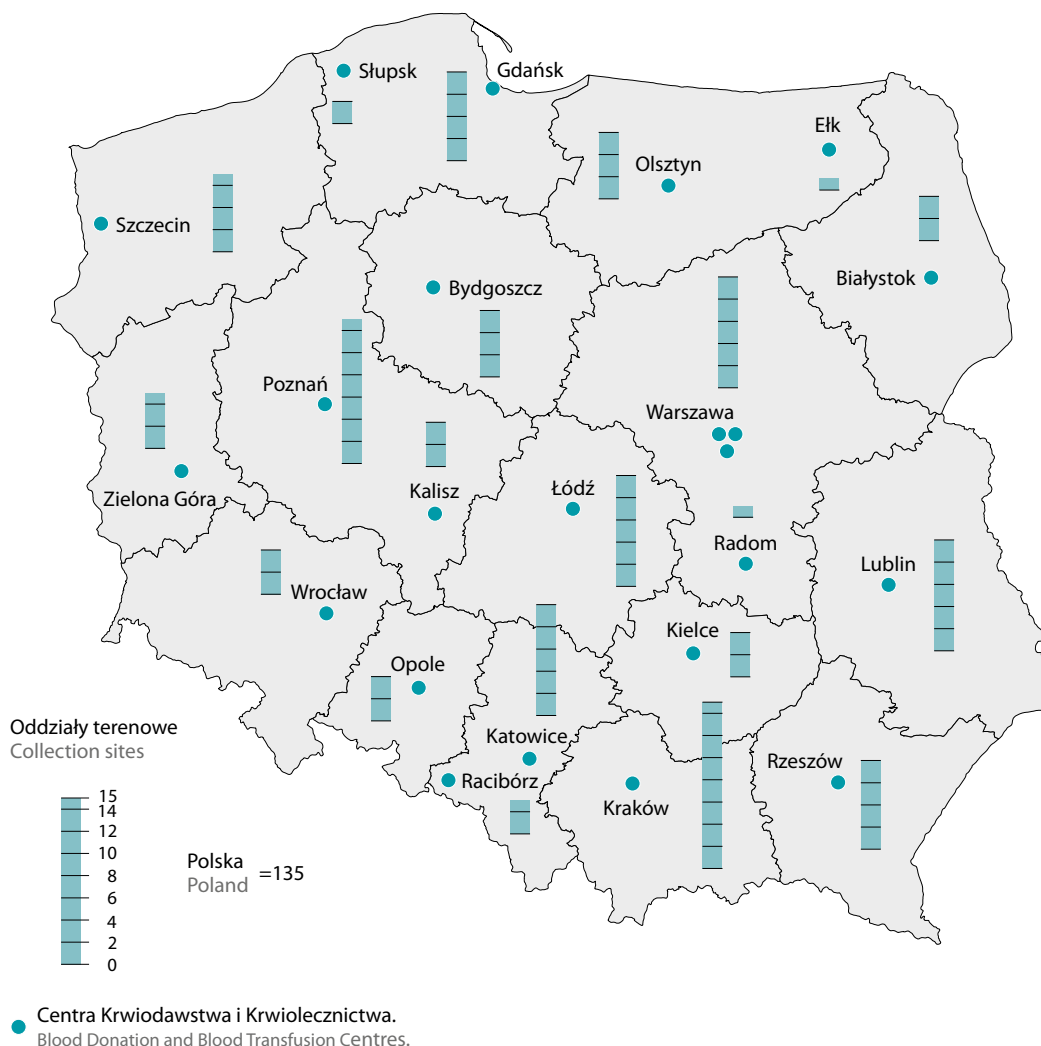 Słupsk
Gdańsk
Ełk
Olsztyn
Szczecin
Białystok
Bydgoszcz
Poznań
Warszawa
Zielona Góra
Kalisz
Łódź
Radom
Lublin
Wrocław
Kielce
Opole
Katowice
Racibórz
Kraków
Rzeszów
Oddziały terenowe
Collection sites
15
14
12
10
8
6
4
2
0
Polska
Poland
=135
Centra Krwiodawstwa i Krwiolecznictwa.
Blood Donation and Blood Transfusion Centres.